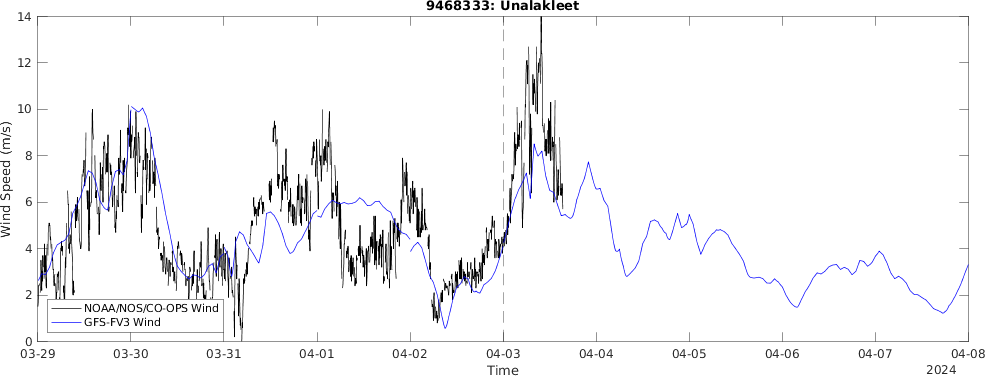 9468333: Unalakleet
14
12
10
8
6
4
2
0
Wind Speed (m/s)
NOAA/NOS/CO-OPS Wind
GFS-FV3 Wind
03-29 03-30 03-31 04-01 04-02 04-03 04-04 04-05 04-06 04-07 04-08
Time
2024